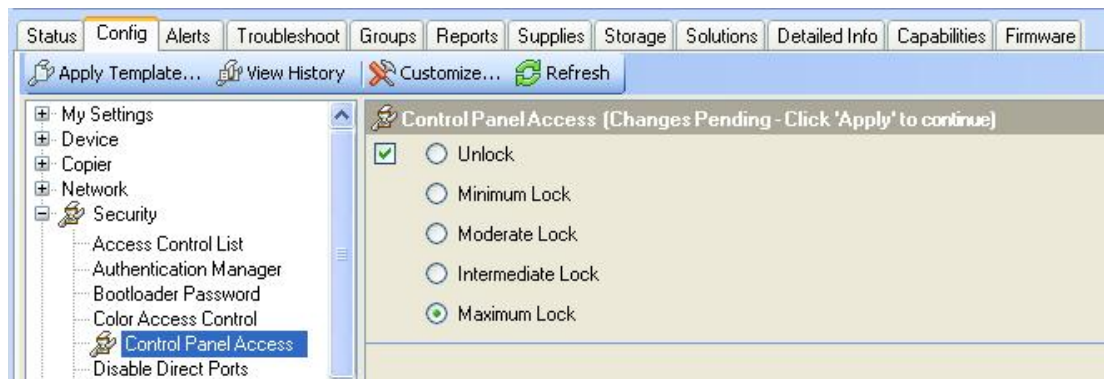 Status Config Alerts Troubleshoot Groups Reports Supplies Storage Solutions Detailed Info Capabilities Firmware
Apply Template... View History Customize... Refresh
My Settings
Device
Copier
Network
Security
Access Control List
Authentication Manager
Bootloader Password
Color Access Control
Control Panel Access
Disable Direct Ports
Control Panel Access (Changes Pending - Click 'Apply' to continue)
Unlock
Minimum Lock
Moderate Lock
Intermediate Lock
Maximum Lock